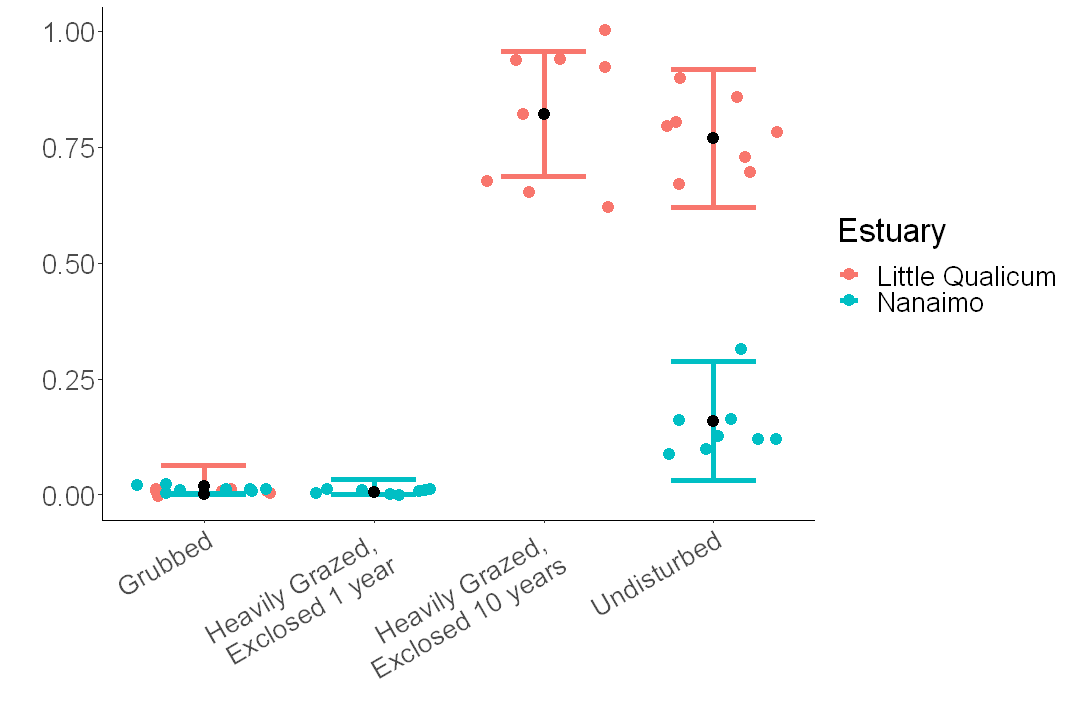 1.00
0.75
0.50
0.25
0.00
Grubbed
Heavily Grazed,
Exclosed 1 year
Heavily Grazed,
Exclosed 10 years
Undisturbed
Estuary
Little Qualicum
Nanaimo